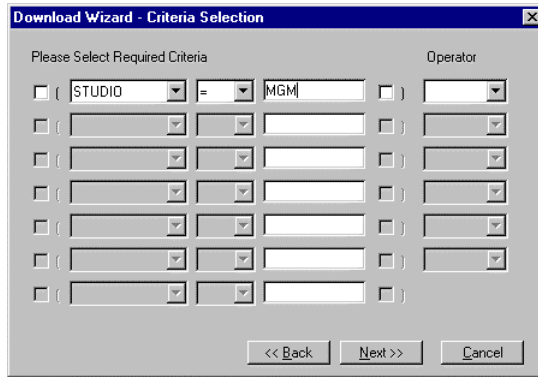 Download Wizard - Criteria Selection
Please Select Required Criteria Operator
( STUDIO = MGM )
( )
( )
( )
( )
( )
( )
<< Back Next >> Cancel